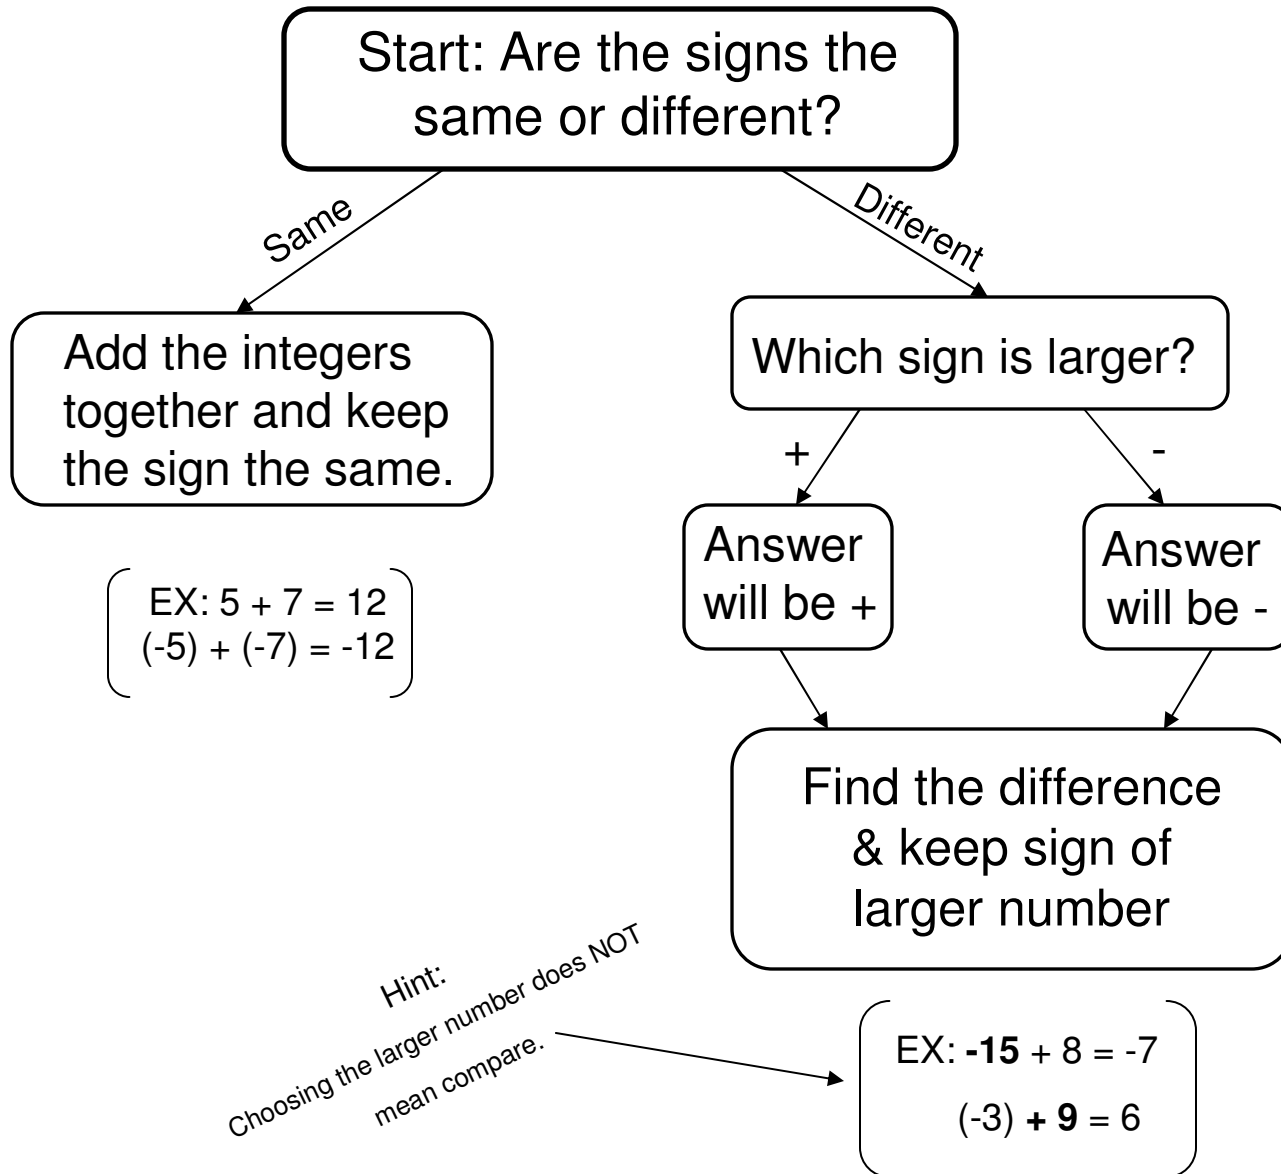 Start: Are the signs the
same or different?
Same
Different
Add the integers
together and keep
the sign the same.
Which sign is larger?
+
-
EX: 5 + 7 = 12
(-5) + (-7) = -12
Answer
will be +
Answer
will be -
Find the difference
& keep sign of
larger number
Hint:
Choosing the larger number does NOT
mean compare.
EX: -15 + 8 = -7
(-3) + 9 = 6